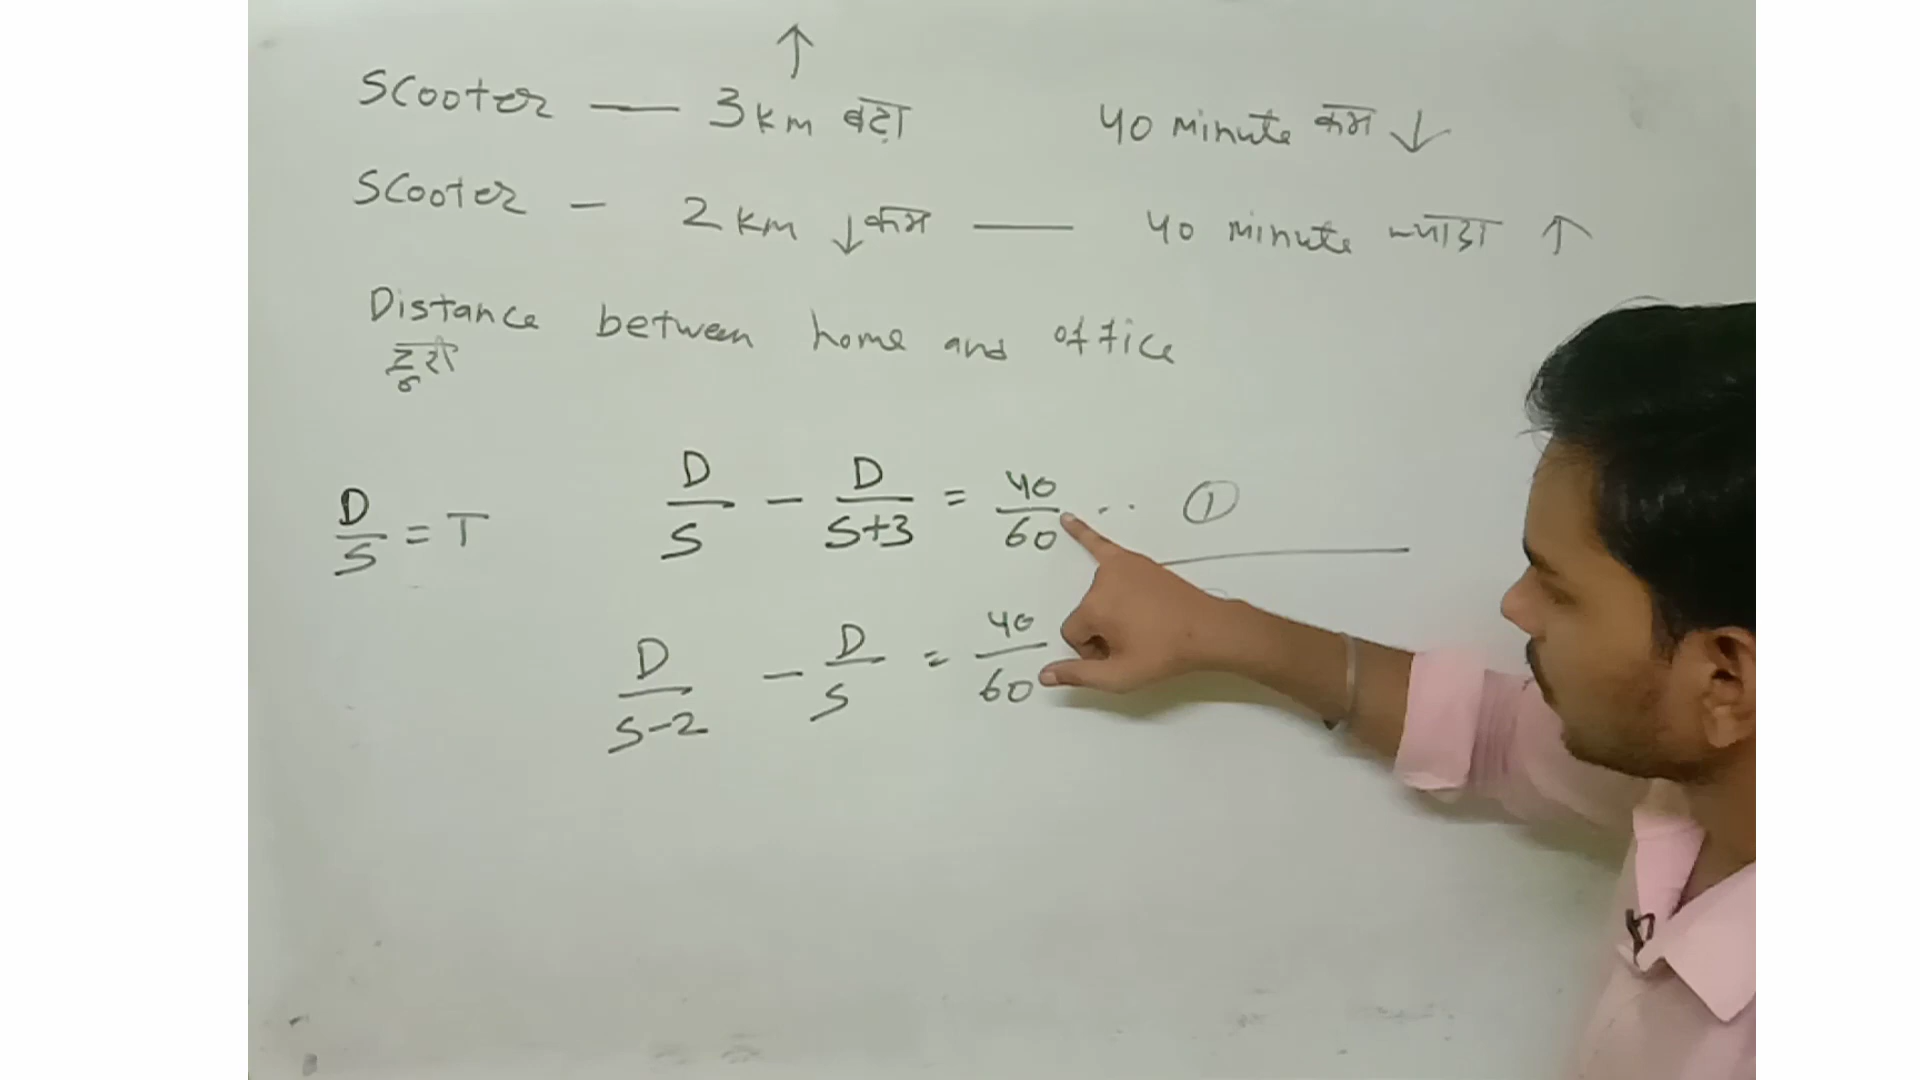 Scooter — 3 km बढ़ा ↑ 40 minute कम ↓
Scooter - 2 km ↓ कम — 40 minute ज्यादा ↑
Distance between home and office
दूरी
D/S = T
D/S - D/S+3 = 40/60 ... ①
D/S-2 - D/S = 40/60